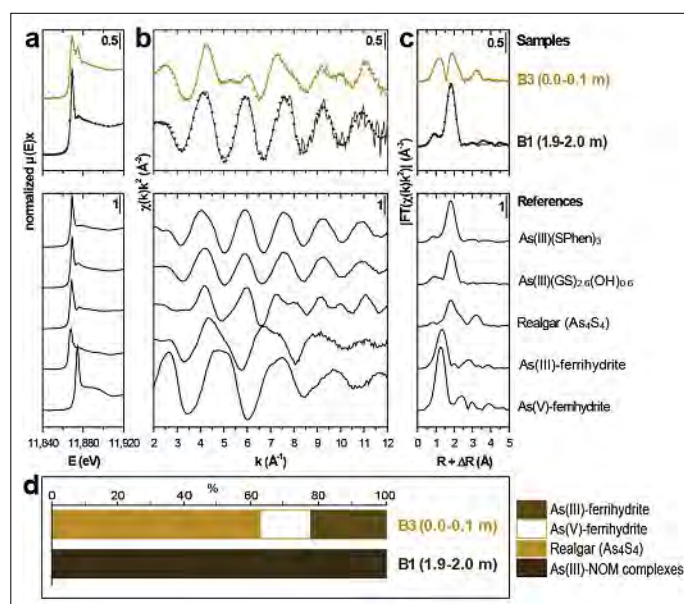 a b c
0.5 0.5 0.5
Samples
B3 (0.0-0.1 m)
B1 (1.9-2.0 m)
normalized μ(E)x
χ(k)k² (Å⁻²)
|FT(χ(k)k²)| (Å⁻³)
1 1 1
References
As(III)(SPhen)₃
As(III)(GS)₂.₆(OH)₀.₆
Realgar (As₄S₄)
As(III)-ferrihydrite
As(V)-ferrihydrite
11,840 11,880 11,920
2 3 4 5 6 7 8 9 10 11 12
0 1 2 3 4 5
E (eV)
k (Å⁻¹)
R + ΔR (Å)
d
%
0 20 40 60 80 100
B3 (0.0-0.1 m)
B1 (1.9-2.0 m)
As(III)-ferrihydrite
As(V)-ferrihydrite
Realgar (As₄S₄)
As(III)-NOM complexes